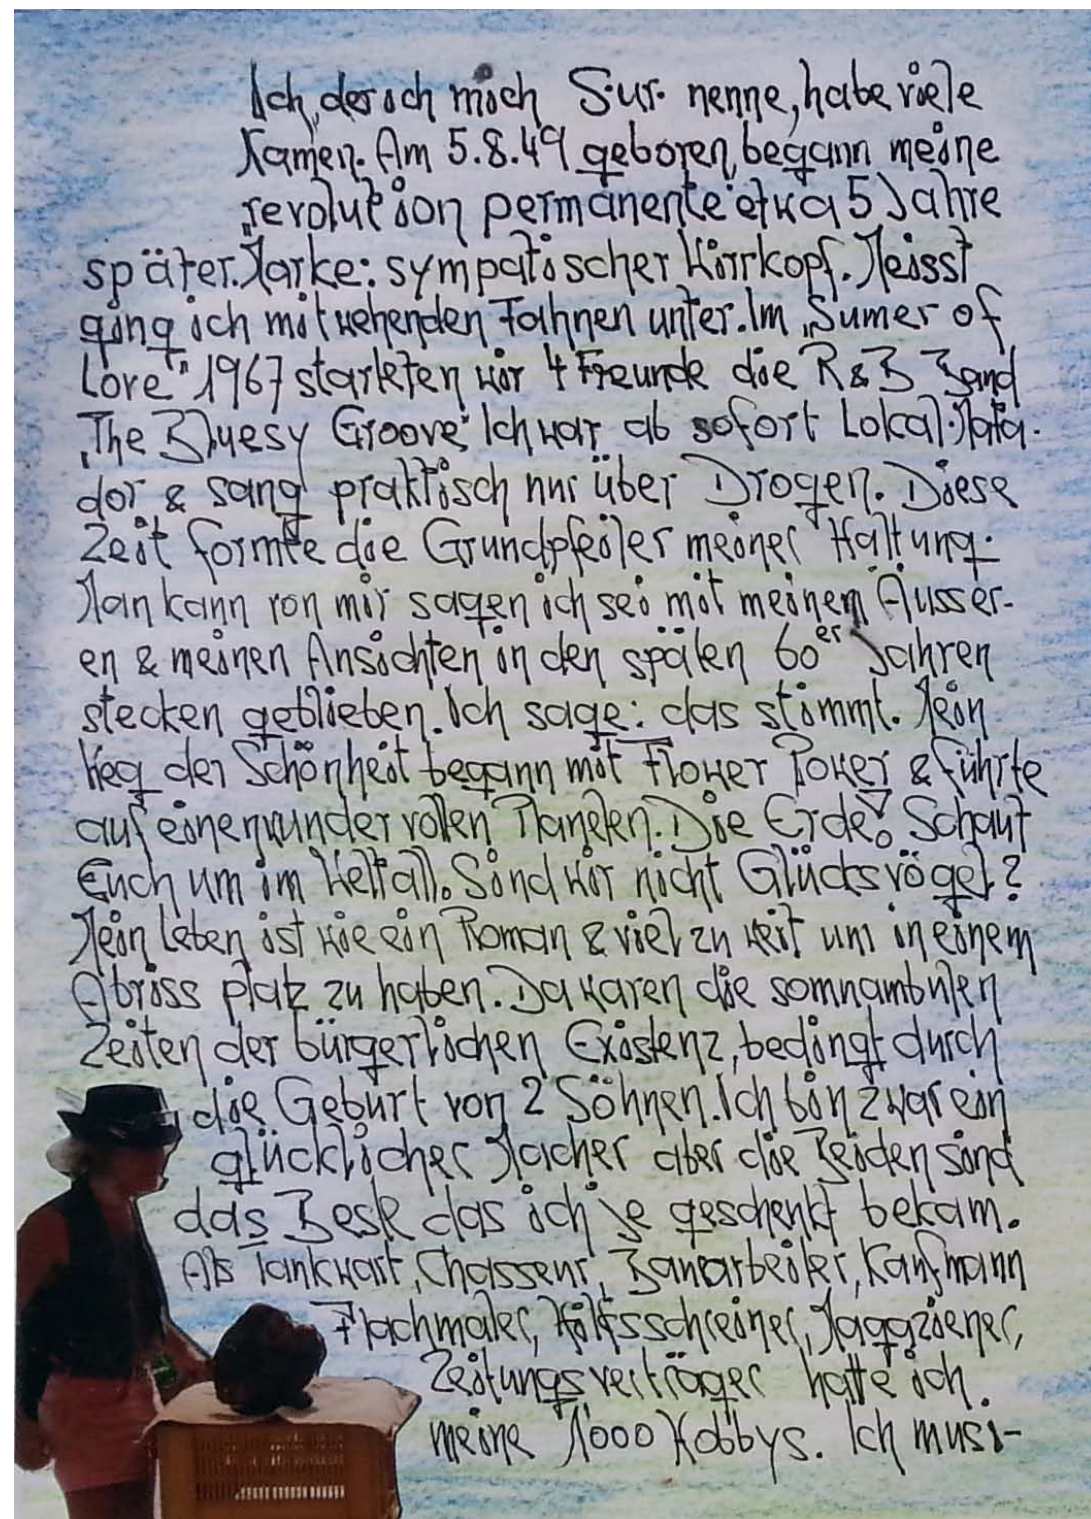 Ich, der ich mich S.ur. nenne, habe viele
Namen. Am 5.8.49 geboren, begann meine
„revolution permanente" etwa 5 Jahre
später. Marke: sympatischer Wirrkopf. Meisst
ging ich mit wehenden Fahnen unter. Im „Sumer of
Love" 1967 starteten wir 4 Freunde die R & B Band
„The Bluesy Groove". Ich war ab sofort Lokal-Mata-
dor & sang praktisch nur über Drogen. Diese
Zeit formte die Grundpfeiler meiner Haltung.
Man kann von mir sagen ich sei mit meinem Äusser-
en & meinen Ansichten in den späten 60er Jahren
stecken geblieben. Ich sage: das stimmt. Mein
Weg der Schönheit begann mit Flower Power & führte
auf einen wundervollen Planeten. Die Erde! Schaut
Euch um im Weltall. Sind wir nicht Glücksvögel?
Mein Leben ist wie ein Roman & viel zu weit um in einem
Abriss platz zu haben. Da waren die somnambulen
Zeiten der bürgerlichen Existenz, bedingt durch
die Geburt von 2 Söhnen. Ich bin zwar ein
glücklicher Macher aber die Beiden sind
das Beste das ich je geschenkt bekam.
Als Tankwart, Chasseur, Bauarbeiter, Kaufmann
Flachmaler, Hilfsschreiner, Magaziener,
Zeitungsverträger hatte ich
meine 1000 Hobbys. Ich musi-